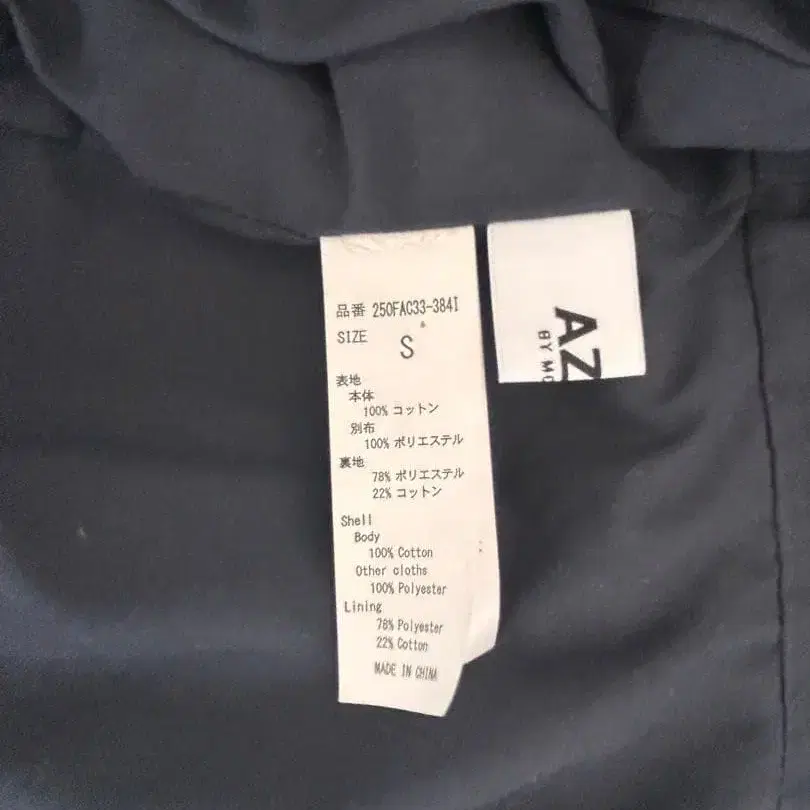 品番 250FAC33-384I
SIZE
S
表地
本体
100% コットン
別布
100% ポリエステル
裏地
78% ポリエステル
22% コットン
Shell
Body
100% Cotton
Other cloths
100% Polyester
Lining
78% Polyester
22% Cotton
MADE IN CHINA
AZ
BY MO